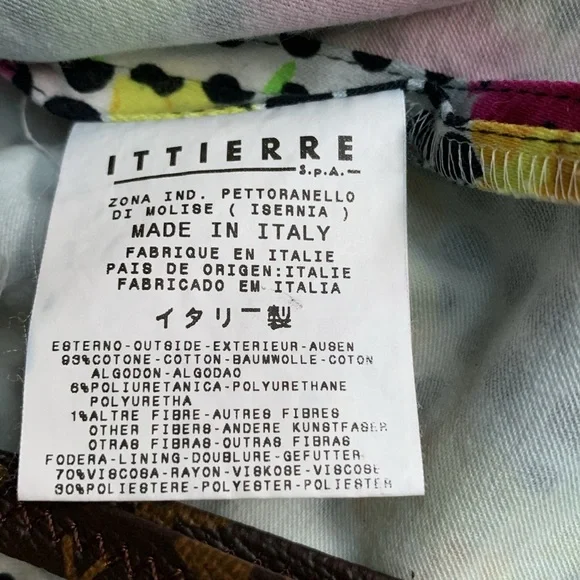 ITTIERRE
S.p.A.
ZONA IND. PETTORANELLO
DI MOLISE ( ISERNIA )
MADE IN ITALY
FABRIQUE EN ITALIE
PAIS DE ORIGEN:ITALIE
FABRICADO EM ITALIA
イタリー製
ESTERNO-OUTSIDE-EXTERIEUR-AUSEN
93%COTONE-COTTON-BAUMWOLLE-COTON
ALGODON-ALGODAO
6%POLIURETANICA-POLYURETHANE
POLYURETHA
1%ALTRE FIBRE-AUTRES FIBRES
OTHER FIBERS-ANDERE KUNSTFASER
OTRAS FIBRAS-OUTRAS FIBRAS
FODERA-LINING-DOUBLURE-GEFUTTER
70%VISCOSA-RAYON-VISKOSE-VISCOSE
30%POLIESTERE-POLYESTER-POLIESTER